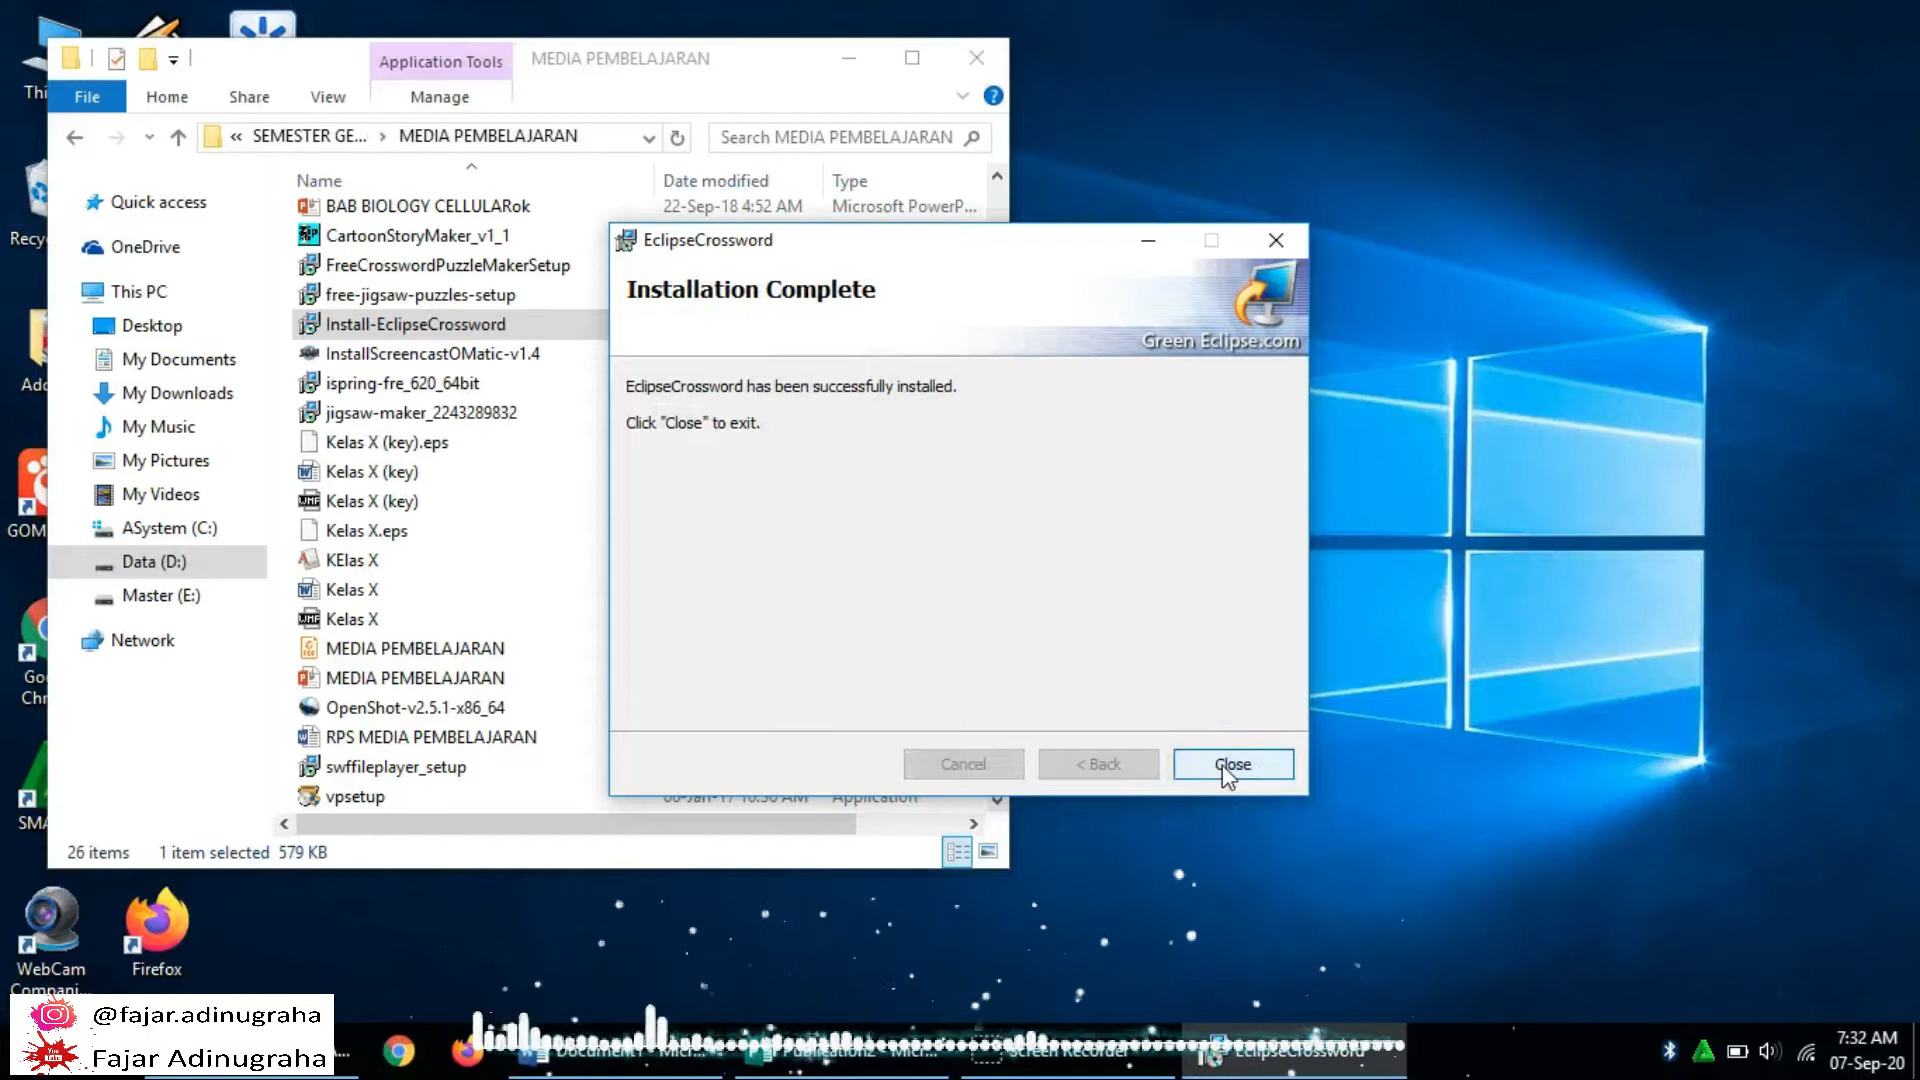 Application Tools
MEDIA PEMBELAJARAN
File
Home
Share
View
Manage
« SEMESTER GE... > MEDIA PEMBELAJARAN
Search MEDIA PEMBELAJARAN
Name
Date modified
Type
Quick access
OneDrive
This PC
Desktop
My Documents
My Downloads
My Music
My Pictures
My Videos
ASystem (C:)
Data (D:)
Master (E:)
Network
BAB BIOLOGY CELLULARok
22-Sep-18 4:52 AM
Microsoft PowerP...
CartoonStoryMaker_v1_1
FreeCrosswordPuzzleMakerSetup
free-jigsaw-puzzles-setup
Install-EclipseCrossword
InstallScreencastOMatic-v1.4
ispring-fre_620_64bit
jigsaw-maker_2243289832
Kelas X (key).eps
Kelas X (key)
Kelas X (key)
Kelas X.eps
KElas X
Kelas X
Kelas X
MEDIA PEMBELAJARAN
MEDIA PEMBELAJARAN
OpenShot-v2.5.1-x86_64
RPS MEDIA PEMBELAJARAN
swffileplayer_setup
vpsetup
Application
26 items
1 item selected 579 KB
EclipseCrossword
Installation Complete
Green Eclipse.com
EclipseCrossword has been successfully installed.
Click "Close" to exit.
Cancel
< Back
Close
WebCam
Compani...
Firefox
@fajar.adinugraha
Fajar Adinugraha
Screen Recorder
EclipseCrossword
7:32 AM
07-Sep-20